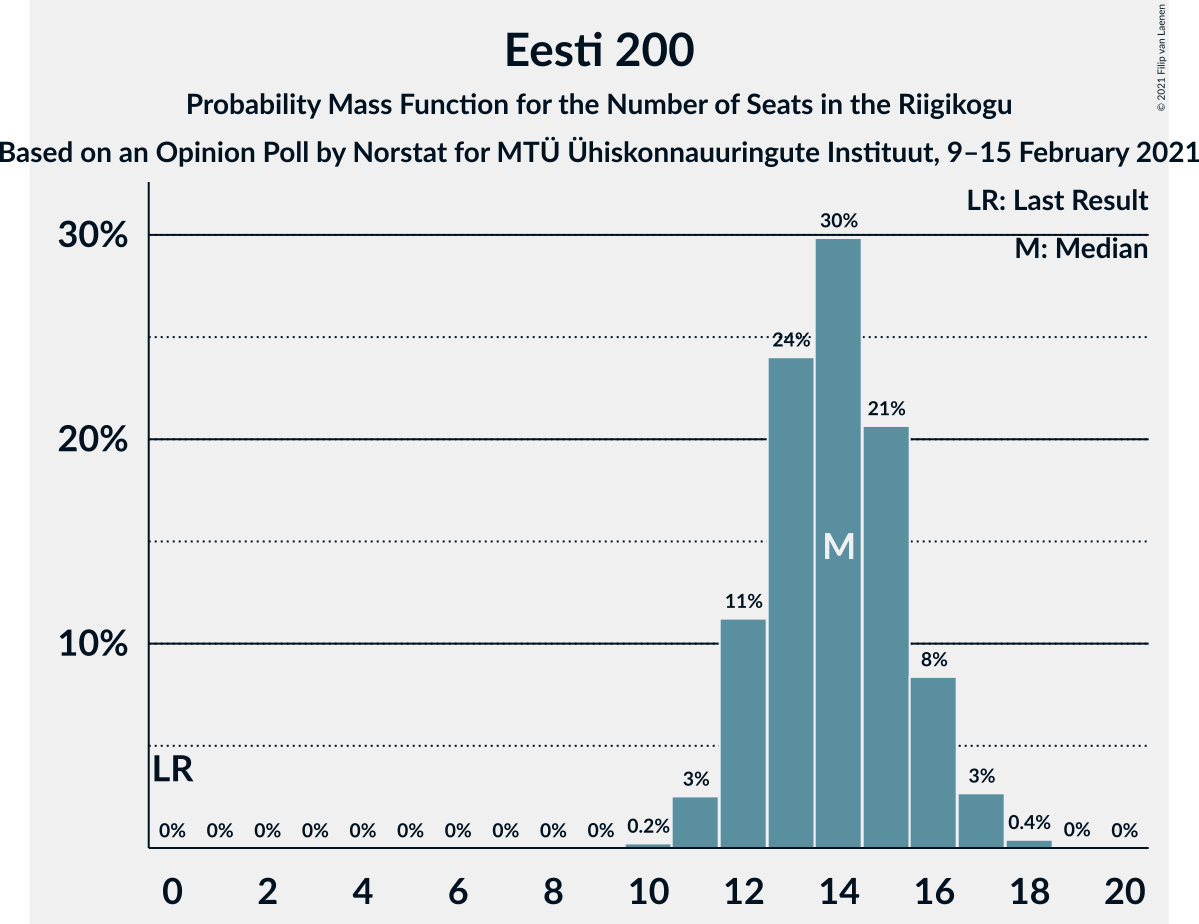 Eesti 200
Probability Mass Function for the Number of Seats in the Riigikogu
Based on an Opinion Poll by Norstat for MTÜ Ühiskonnauuringute Instituut, 9–15 February 2021
© 2021 Filip van Laenen
LR: Last Result
M: Median
30%
20%
10%
30%
24%
21%
M
11%
8%
LR
3%
3%
0% 0% 0% 0% 0% 0% 0% 0% 0% 0% 0.2% 0.4% 0% 0%
0 2 4 6 8 10 12 14 16 18 20